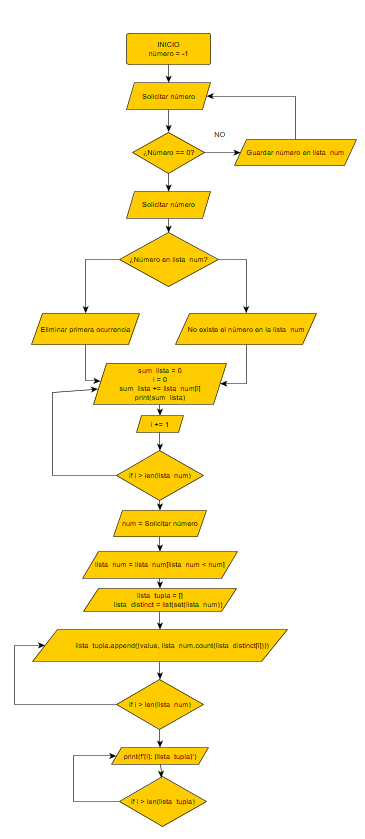 INICIO
número = -1
Solicitar número
NO
¿Número == 0?
Guardar número en lista_num
Solicitar número
¿Número en lista_num?
Eliminar primera ocurrencia
No existe el número en la lista_num
sum_lista = 0
i = 0
sum_lista += lista_num[i]
print(sum_lista)
i += 1
if i > len(lista_num)
num = Solicitar número
lista_num = lista_num[lista_num < num]
lista_tupla = []
lista_distinct = list(set(lista_num))
lista_tupla.append((value, lista_num.count(lista_distinct[i])))
if i > len(lista_num)
print(f'{i}: {lista_tupla}')
if i > len(lista_tupla)